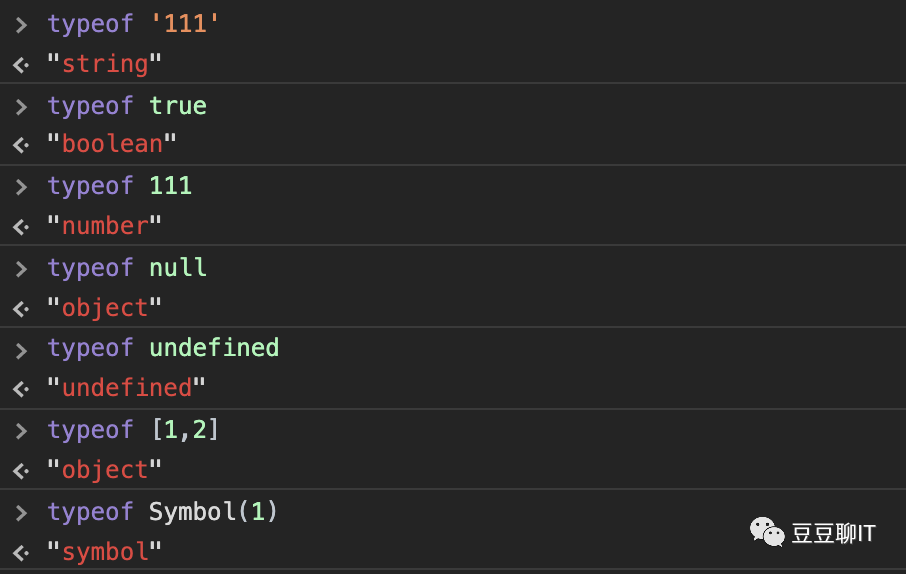 > typeof '111'
<· "string"
> typeof true
<· "boolean"
> typeof 111
<· "number"
> typeof null
<· "object"
> typeof undefined
<· "undefined"
> typeof [1,2]
<· "object"
> typeof Symbol(1)
<· "symbol"
豆豆聊IT